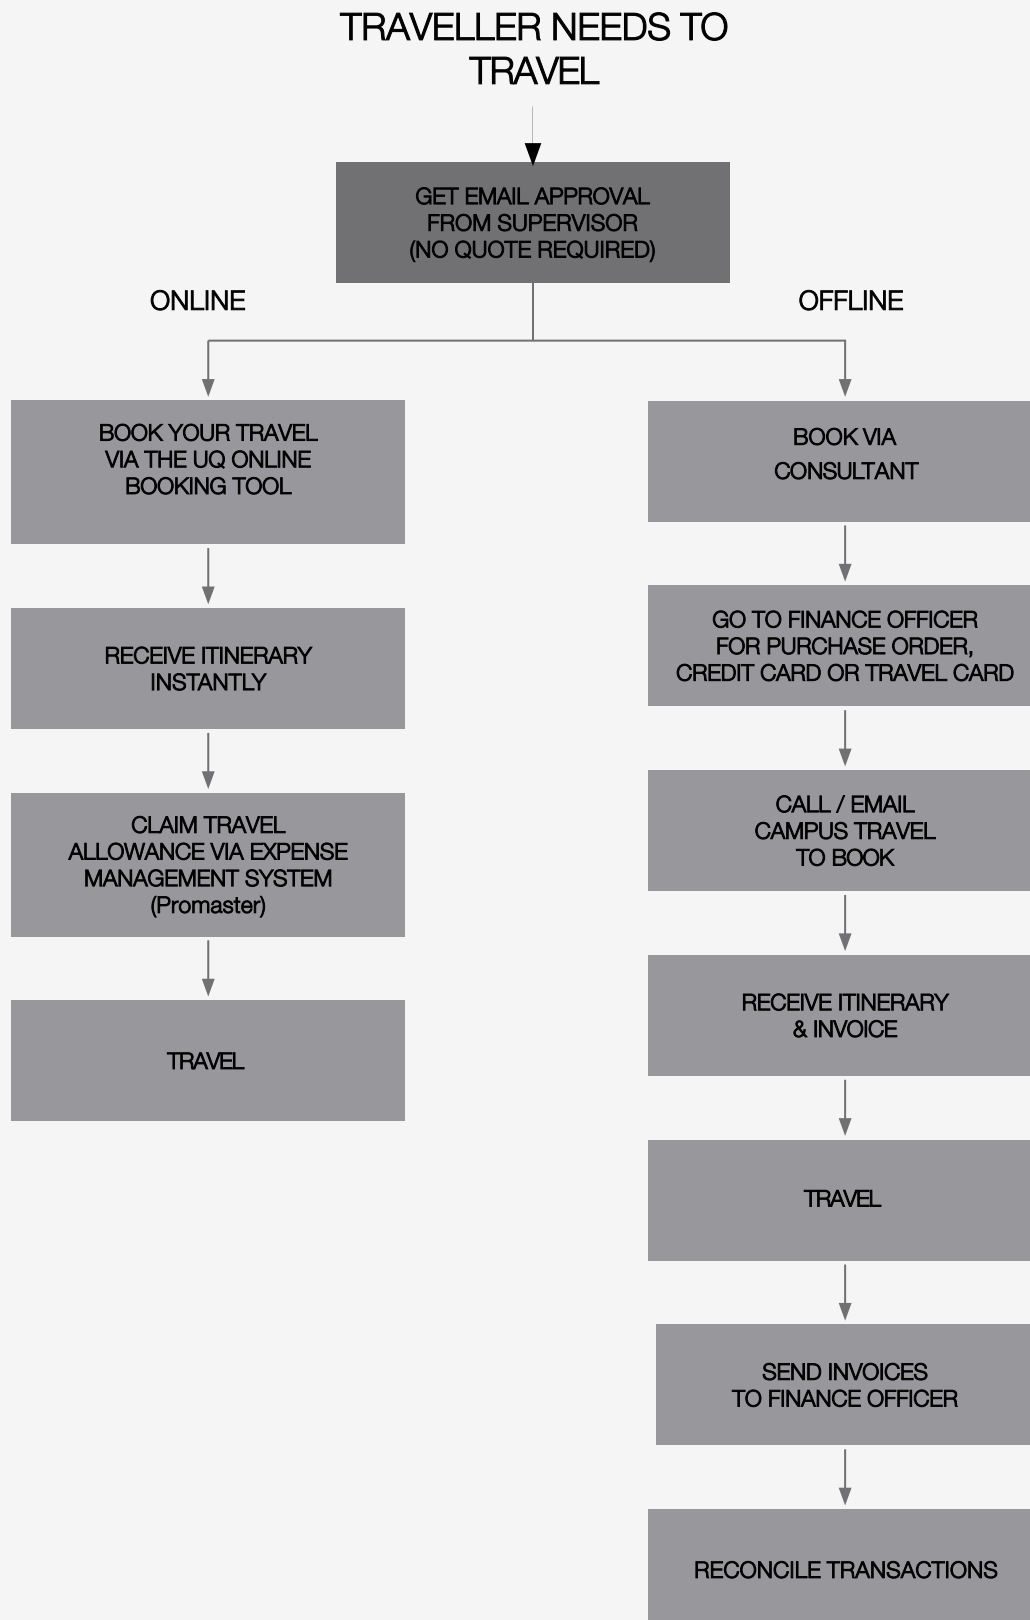 TRAVELLER NEEDS TO
TRAVEL
GET EMAIL APPROVAL
FROM SUPERVISOR
(NO QUOTE REQUIRED)
ONLINE
OFFLINE
BOOK YOUR TRAVEL
VIA THE UQ ONLINE
BOOKING TOOL
RECEIVE ITINERARY
INSTANTLY
CLAIM TRAVEL
ALLOWANCE VIA EXPENSE
MANAGEMENT SYSTEM
(Promaster)
TRAVEL
BOOK VIA
CONSULTANT
GO TO FINANCE OFFICER
FOR PURCHASE ORDER,
CREDIT CARD OR TRAVEL CARD
CALL / EMAIL
CAMPUS TRAVEL
TO BOOK
RECEIVE ITINERARY
& INVOICE
TRAVEL
SEND INVOICES
TO FINANCE OFFICER
RECONCILE TRANSACTIONS